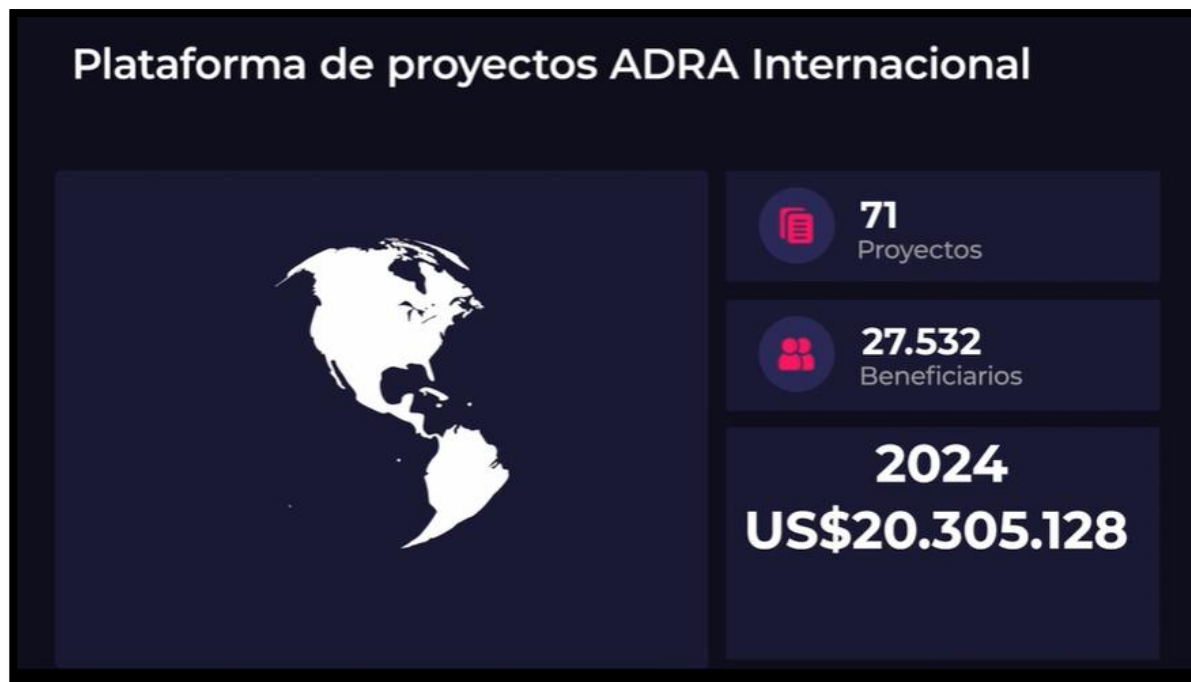 Plataforma de proyectos ADRA Internacional
71
Proyectos
27.532
Beneficiarios
2024
US$20.305.128